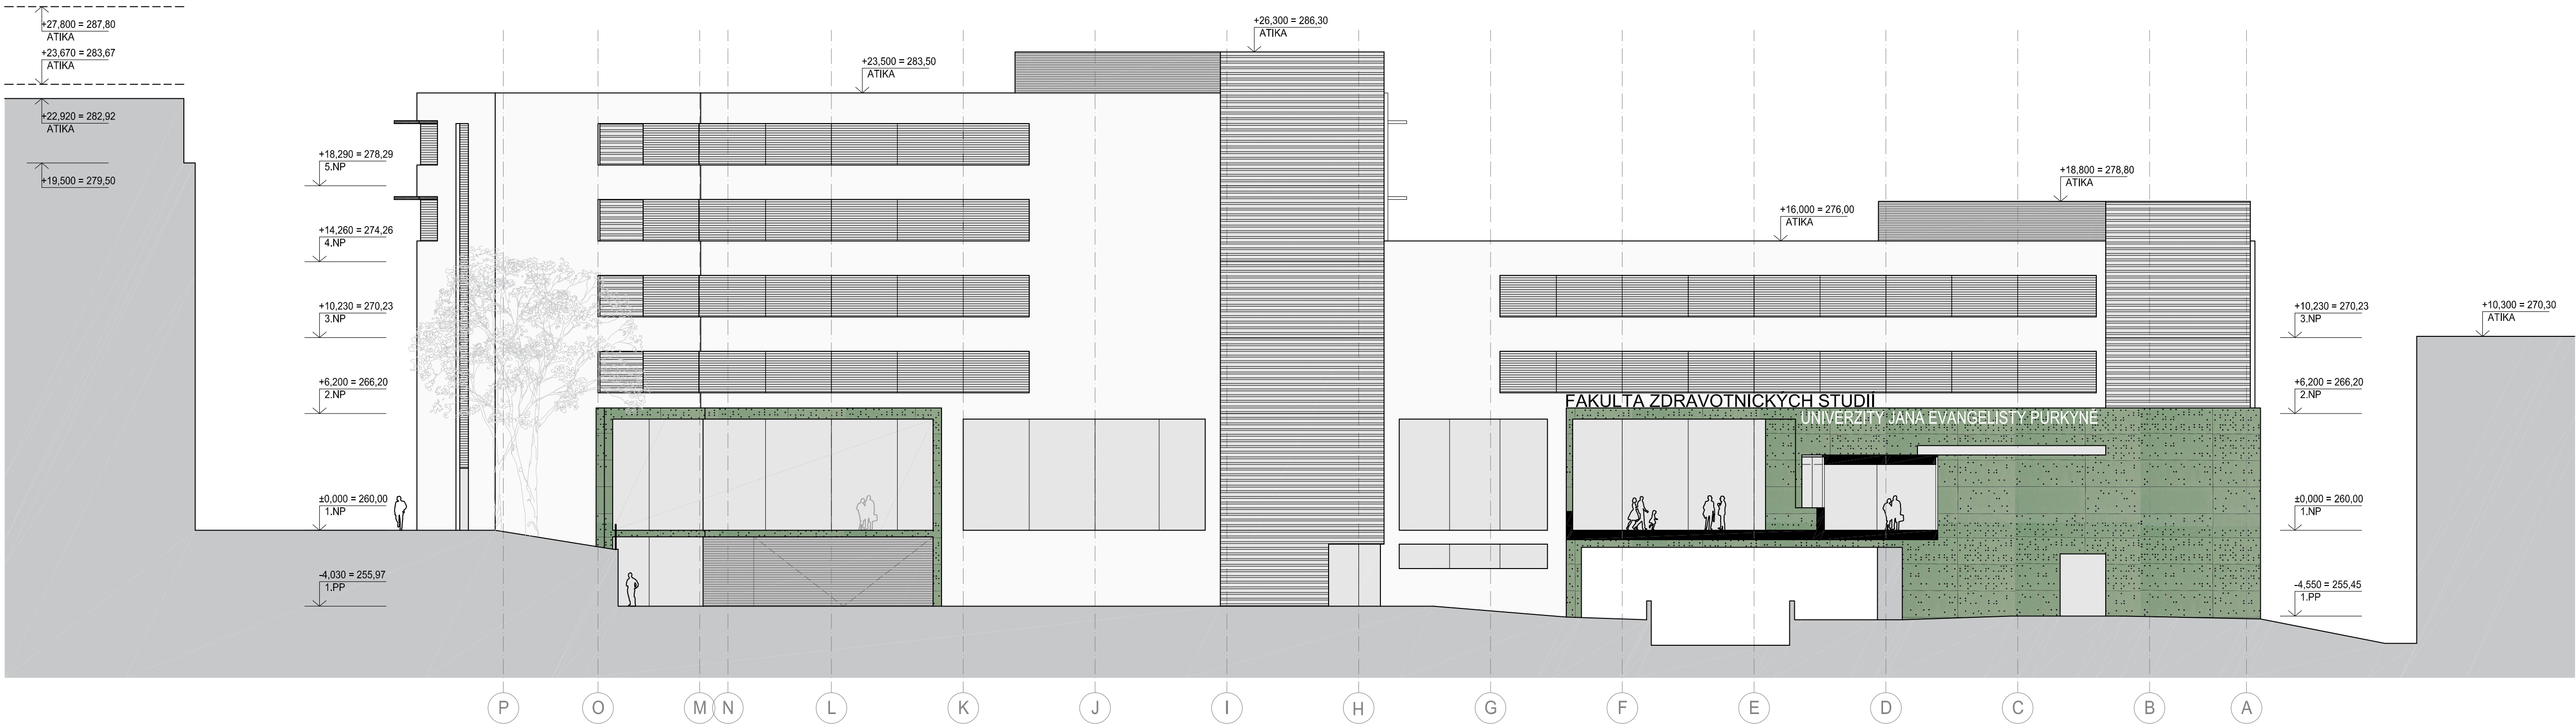 +27,800 = 287,80
ATIKA
+23,670 = 283,67
ATIKA
+22,920 = 282,92
ATIKA
+19,500 = 279,50
+18,290 = 278,29
5.NP
+14,260 = 274,26
4.NP
+10,230 = 270,23
3.NP
+6,200 = 266,20
2.NP
±0,000 = 260,00
1.NP
-4,030 = 255,97
1.PP
+23,500 = 283,50
ATIKA
+26,300 = 286,30
ATIKA
+16,000 = 276,00
ATIKA
+18,800 = 278,80
ATIKA
FAKULTA ZDRAVOTNICKÝCH STUDIÍ
UNIVERZITY JANA EVANGELISTY PURKYNĚ
+10,230 = 270,23
3.NP
+6,200 = 266,20
2.NP
±0,000 = 260,00
1.NP
-4,550 = 255,45
1.PP
+10,300 = 270,30
ATIKA
P O M N L K J I H G F E D C B A